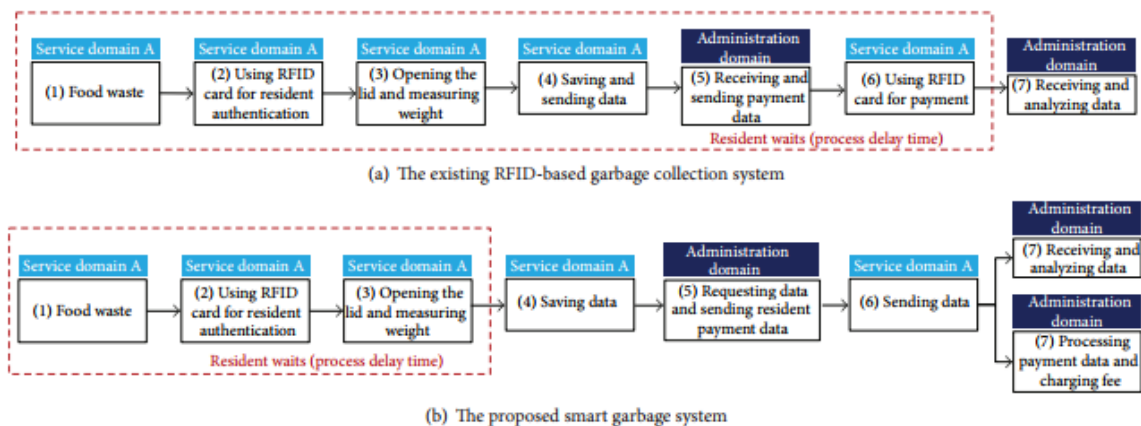 Service domain A
(1) Food waste
Service domain A
(2) Using RFID
card for resident
authentication
Service domain A
(3) Opening the
lid and measuring
weight
Service domain A
(4) Saving and
sending data
Administration
domain
(5) Receiving and
sending payment
data
Service domain A
(6) Using RFID
card for payment
Administration
domain
(7) Receiving and
analyzing data
Resident waits (process delay time)
(a) The existing RFID-based garbage collection system
Service domain A
(1) Food waste
Service domain A
(2) Using RFID
card for resident
authentication
Service domain A
(3) Opening the
lid and measuring
weight
Service domain A
(4) Saving data
Administration
domain
(5) Requesting data
and sending resident
payment data
Service domain A
(6) Sending data
Administration
domain
(7) Receiving and
analyzing data
Administration
domain
(7) Processing
payment data and
charging fee
Resident waits (process delay time)
(b) The proposed smart garbage system